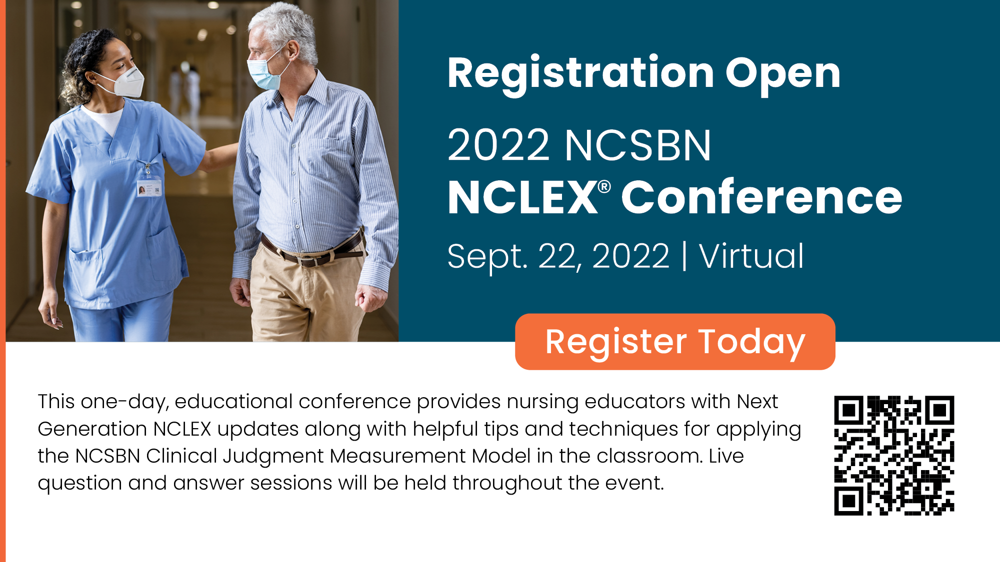 Registration Open
2022 NCSBN
NCLEX® Conference
Sept. 22, 2022 | Virtual
Register Today
This one-day, educational conference provides nursing educators with Next
Generation NCLEX updates along with helpful tips and techniques for applying
the NCSBN Clinical Judgment Measurement Model in the classroom. Live
question and answer sessions will be held throughout the event.